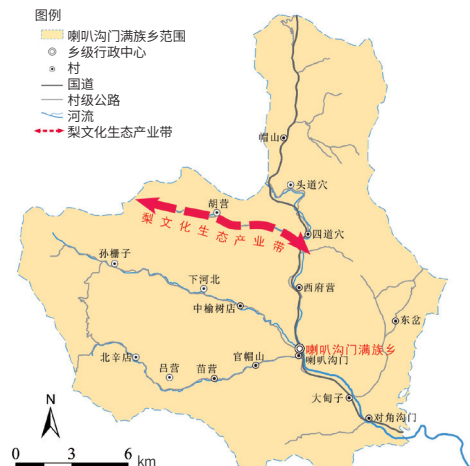 图例
喇叭沟门满族乡范围
乡级行政中心
村
国道
村级公路
河流
梨文化生态产业带
帽山
头道穴
胡营
梨文化生态产业带
四道穴
孙栅子
下河北
西府营
中榆树店
东岔
喇叭沟门满族乡
喇叭沟门
北辛店
官帽山
吕营
苗营
大甸子
对角沟门
N
0 3 6 km